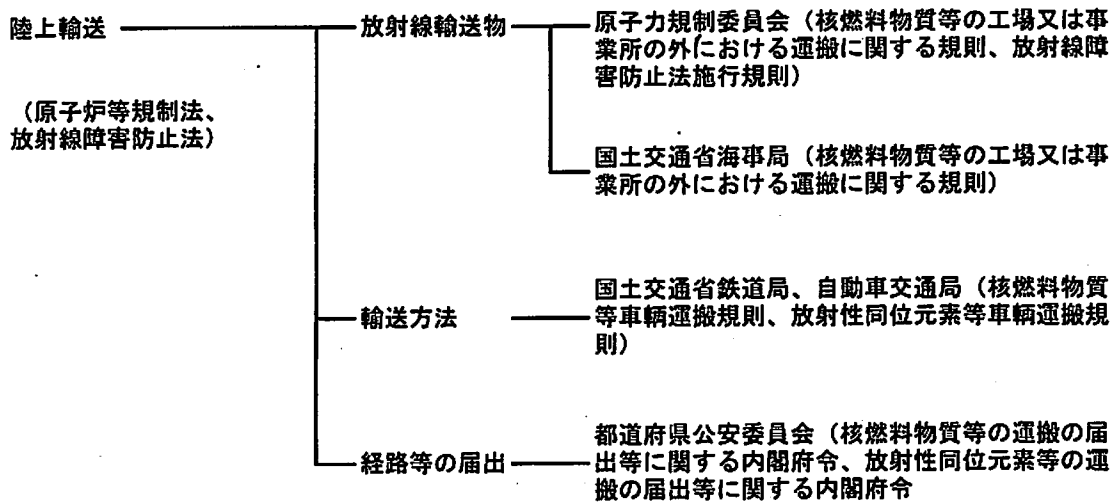 陸上輸送
(原子炉等規制法、
放射線障害防止法)
放射線輸送物
原子力規制委員会(核燃料物質等の工場又は事
業所の外における運搬に関する規則、放射線障
害防止法施行規則)
国土交通省海事局(核燃料物質等の工場又は事
業所の外における運搬に関する規則)
輸送方法
国土交通省鉄道局、自動車交通局(核燃料物質
等車輌運搬規則、放射性同位元素等車輌運搬規
則)
経路等の届出
都道府県公安委員会(核燃料物質等の運搬の届
出等に関する内閣府令、放射性同位元素等の運
搬の届出等に関する内閣府令